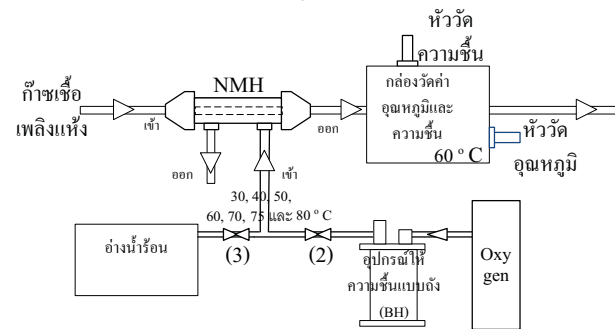 หัววัด
ความชื้น
ก๊าซเชื้อ
เพลิงแห้ง
NMH
กล่องวัดค่า
อุณหภูมิและ
ความชื้น
60 ° C
เข้า
ออก
หัววัด
อุณหภูมิ
ออก
เข้า
30, 40, 50,
60, 70, 75 และ 80 ° C
อ่างน้ำร้อน
(3)
(2)
อุปกรณ์ให้
ความชื้นแบบถัง
(BH)
Oxy
gen